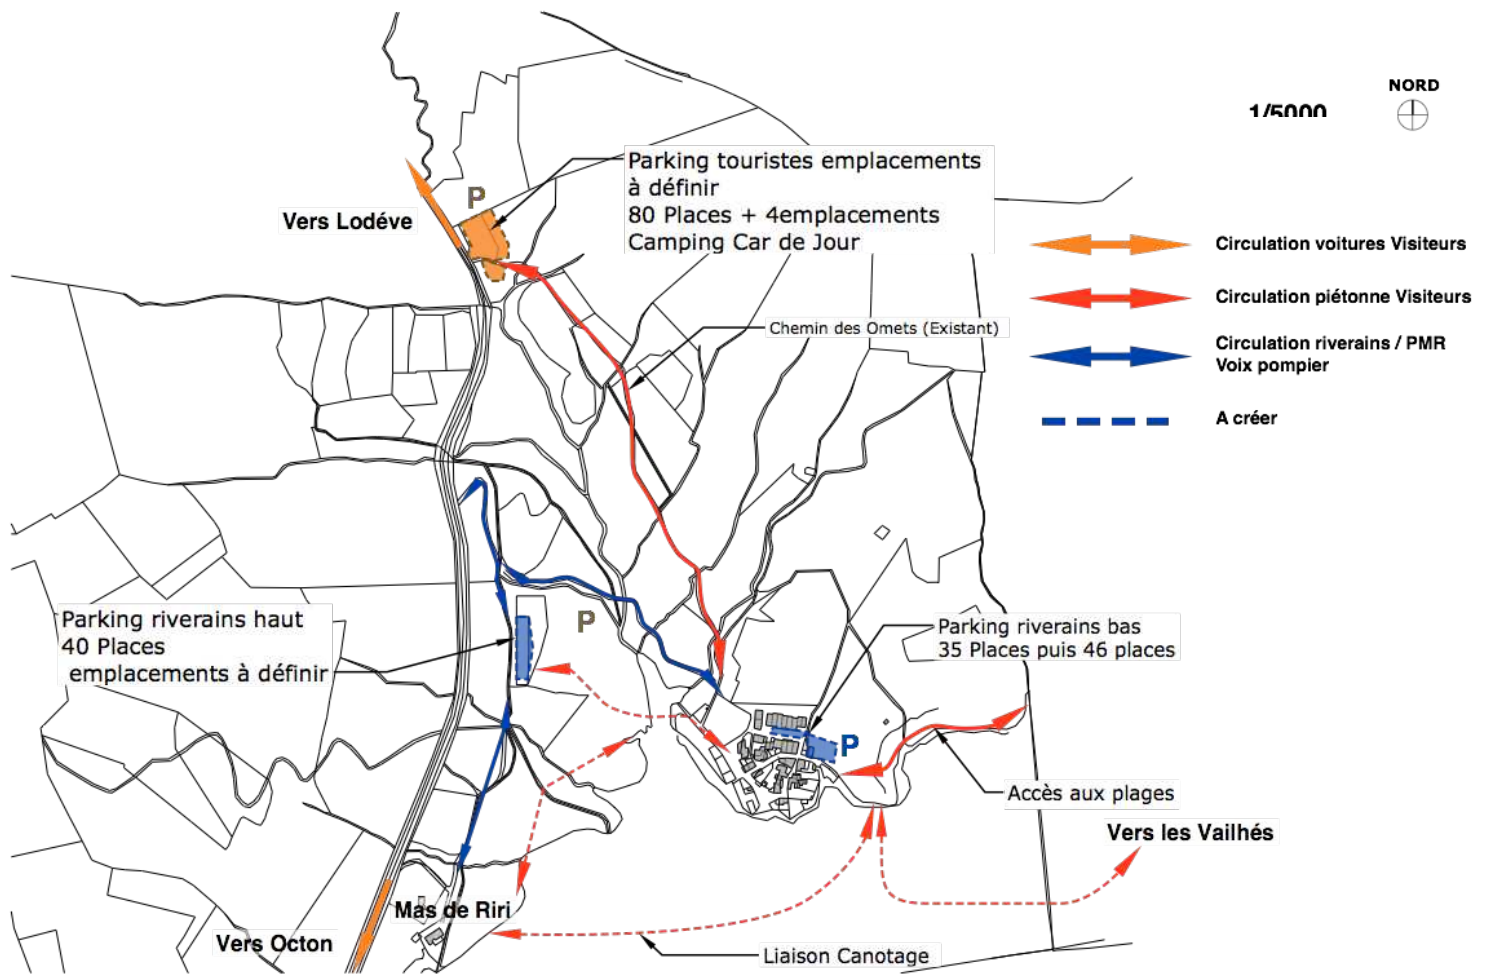 NORD
1/5000
Parking touristes emplacements
à définir
80 Places + 4emplacements
Camping Car de Jour
P
Vers Lodéve
Circulation voitures Visiteurs
Circulation piétonne Visiteurs
Chemin des Omets (Existant)
Circulation riverains / PMR
Voix pompier
A créer
Parking riverains haut
40 Places
emplacements à définir
P
Parking riverains bas
35 Places puis 46 places
P
Accès aux plages
Vers les Vailhés
Mas de Riri
Vers Octon
Liaison Canotage